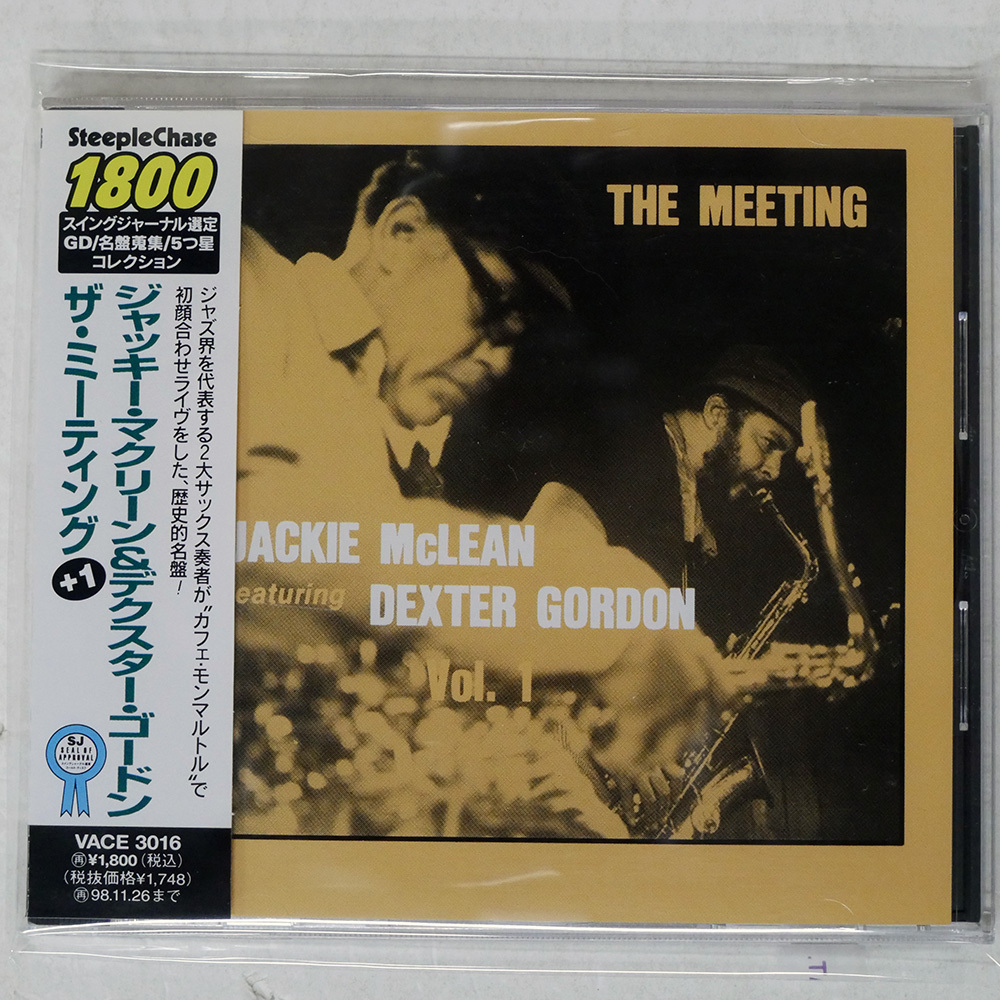 SteepleChase
1800
スイングジャーナル選定
GD/名盤蒐集/5つ星
コレクション
ジャズ界を代表する2大サックス奏者が“カフェ・モンマルトル”で
初顔合わせライヴをした、歴史的名盤!
ジャッキー・マクリーン&デクスター・ゴードン
ザ・ミーティング +1
SJ
SEAL OF
APPROVAL
VACE 3016
再¥1,800(税込)
(税抜価格¥1,748)
再98.11.26まで
THE MEETING
JACKIE McLEAN
eaturing DEXTER GORDON
Vol. 1